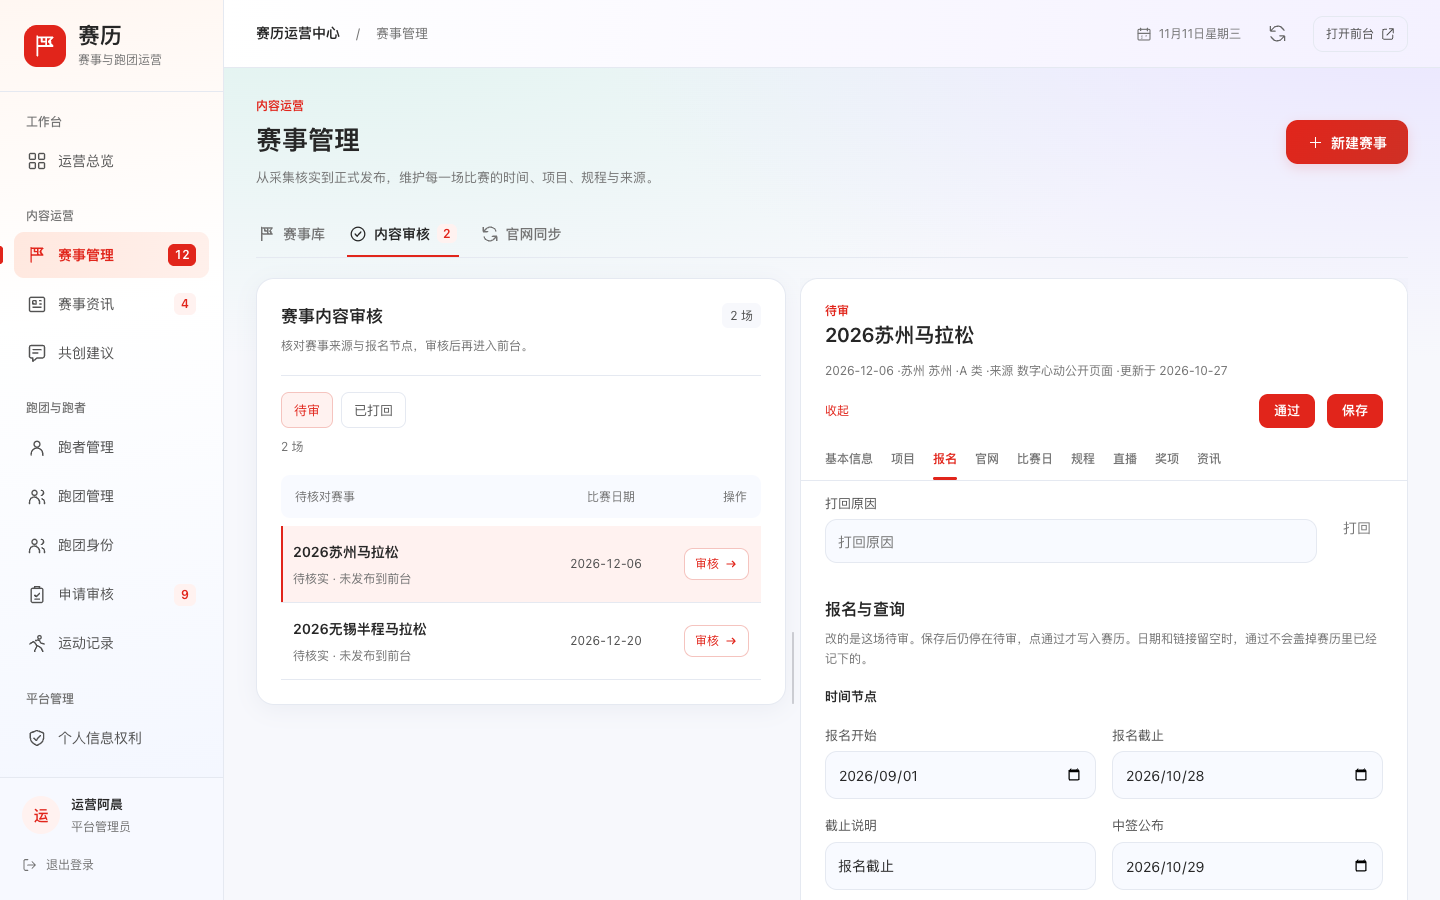 赛历
赛事与跑团运营
工作台
运营总览
内容运营
赛事管理 12
赛事资讯 4
共创建议
跑团与跑者
跑者管理
跑团管理
跑团身份
申请审核 9
运动记录
平台管理
个人信息权利
运 运营阿晨
平台管理员
退出登录
赛历运营中心 / 赛事管理
11月11日星期三
打开前台
内容运营
赛事管理
从采集核实到正式发布，维护每一场比赛的时间、项目、规程与来源。
新建赛事
赛事库 内容审核 2 官网同步
赛事内容审核 2 场
核对赛事来源与报名节点，审核后再进入前台。
待审 已打回
2 场
待核对赛事 比赛日期 操作
2026苏州马拉松
待核实 · 未发布到前台
2026-12-06
审核 →
2026无锡半程马拉松
待核实 · 未发布到前台
2026-12-20
审核 →
待审
2026苏州马拉松
2026-12-06 ·苏州 苏州 ·A 类 ·来源 数字心动公开页面 ·更新于 2026-10-27
收起 通过 保存
基本信息 项目 报名 官网 比赛日 规程 直播 奖项 资讯
打回原因
打回原因 打回
报名与查询
改的是这场待审。保存后仍停在待审，点通过才写入赛历。日期和链接留空时，通过不会盖掉赛历里已经
记下的。
时间节点
报名开始 报名截止
2026/09/01 2026/10/28
截止说明 中签公布
报名截止 2026/10/29